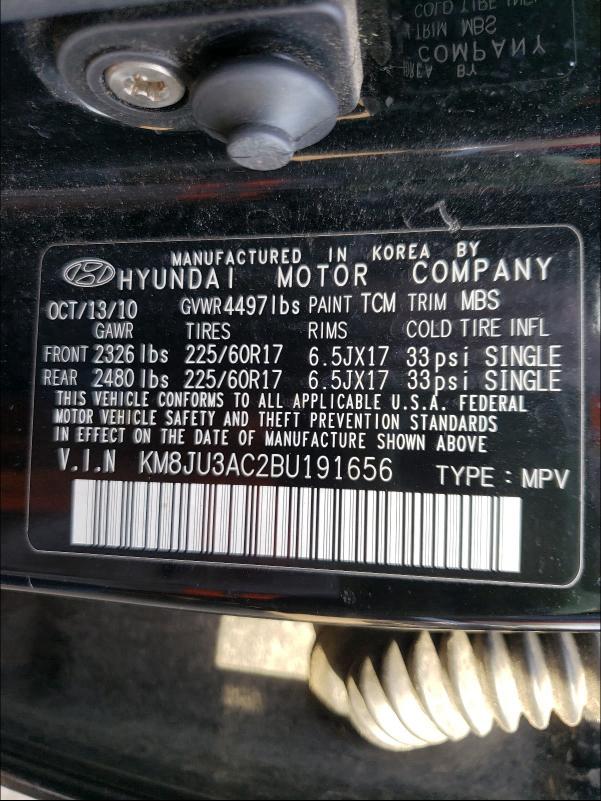 MANUFACTURED IN KOREA BY
HYUNDAI MOTOR COMPANY
OCT/13/10 GVWR 4497lbs PAINT TCM TRIM MBS
GAWR TIRES RIMS COLD TIRE INFL
FRONT 2326 lbs 225/60R17 6.5JX17 33psi SINGLE
REAR 2480 lbs 225/60R17 6.5JX17 33psi SINGLE
THIS VEHICLE CONFORMS TO ALL APPLICABLE U.S.A. FEDERAL
MOTOR VEHICLE SAFETY AND THEFT PREVENTION STANDARDS
IN EFFECT ON THE DATE OF MANUFACTURE SHOWN ABOVE
V.I.N KM8JU3AC2BU191656 TYPE : MPV